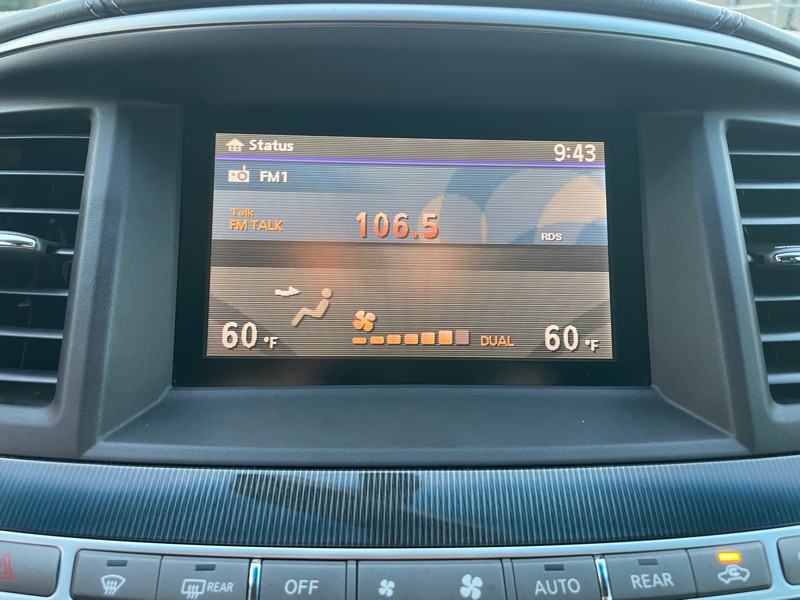 Status 9:43
FM1
Talk
FM TALK 106.5 RDS
60 °F DUAL 60 °F
REAR OFF AUTO REAR